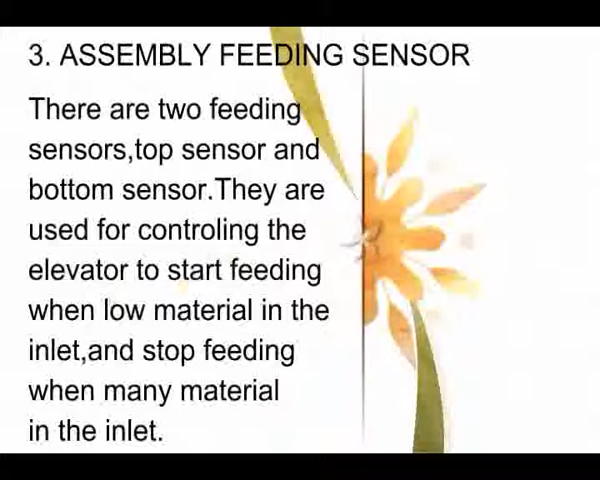 3. ASSEMBLY FEEDING SENSOR
There are two feeding
sensors,top sensor and
bottom sensor.They are
used for controling the
elevator to start feeding
when low material in the
inlet,and stop feeding
when many material
in the inlet.